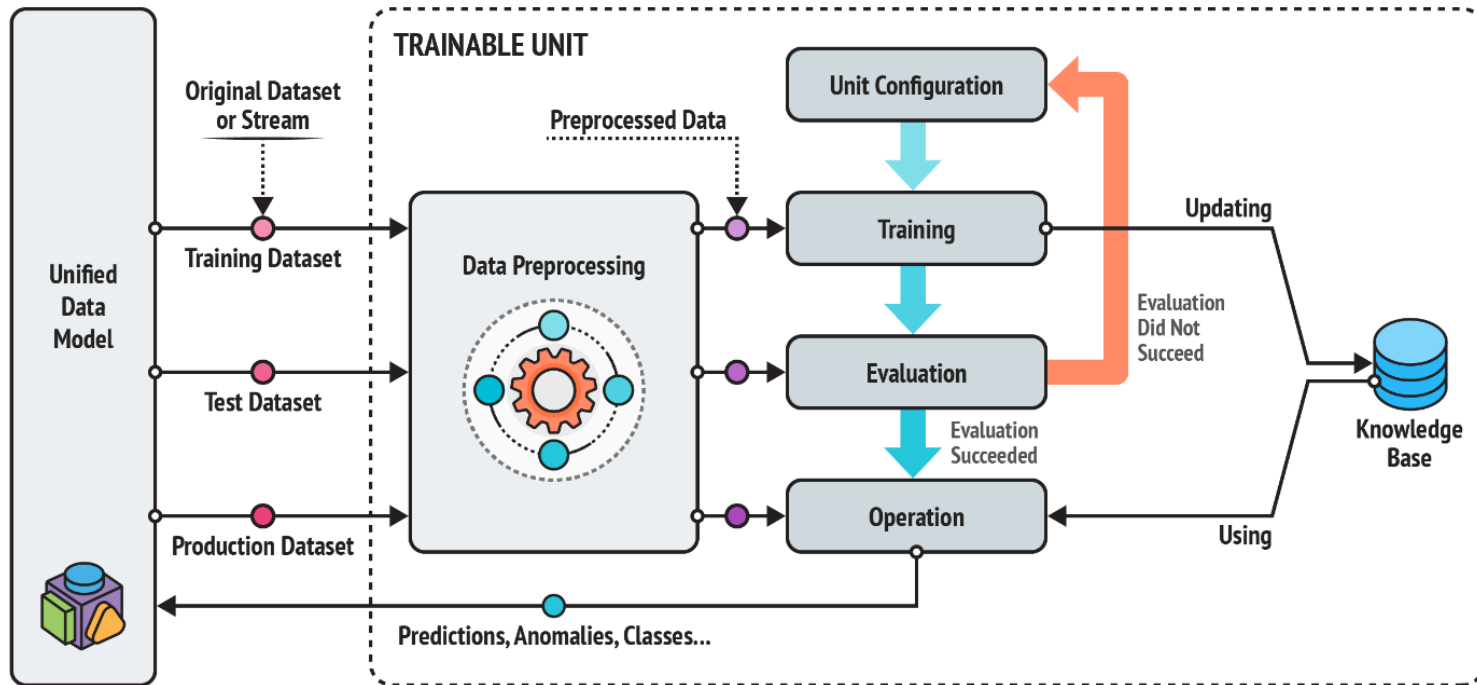 TRAINABLE UNIT
Original Dataset
or Stream
Preprocessed Data
Unit Configuration
Training Dataset
Data Preprocessing
Training
Updating
Unified
Data
Model
Evaluation
Did Not
Succeed
Test Dataset
Evaluation
Evaluation
Succeeded
Knowledge
Base
Production Dataset
Operation
Using
Predictions, Anomalies, Classes...